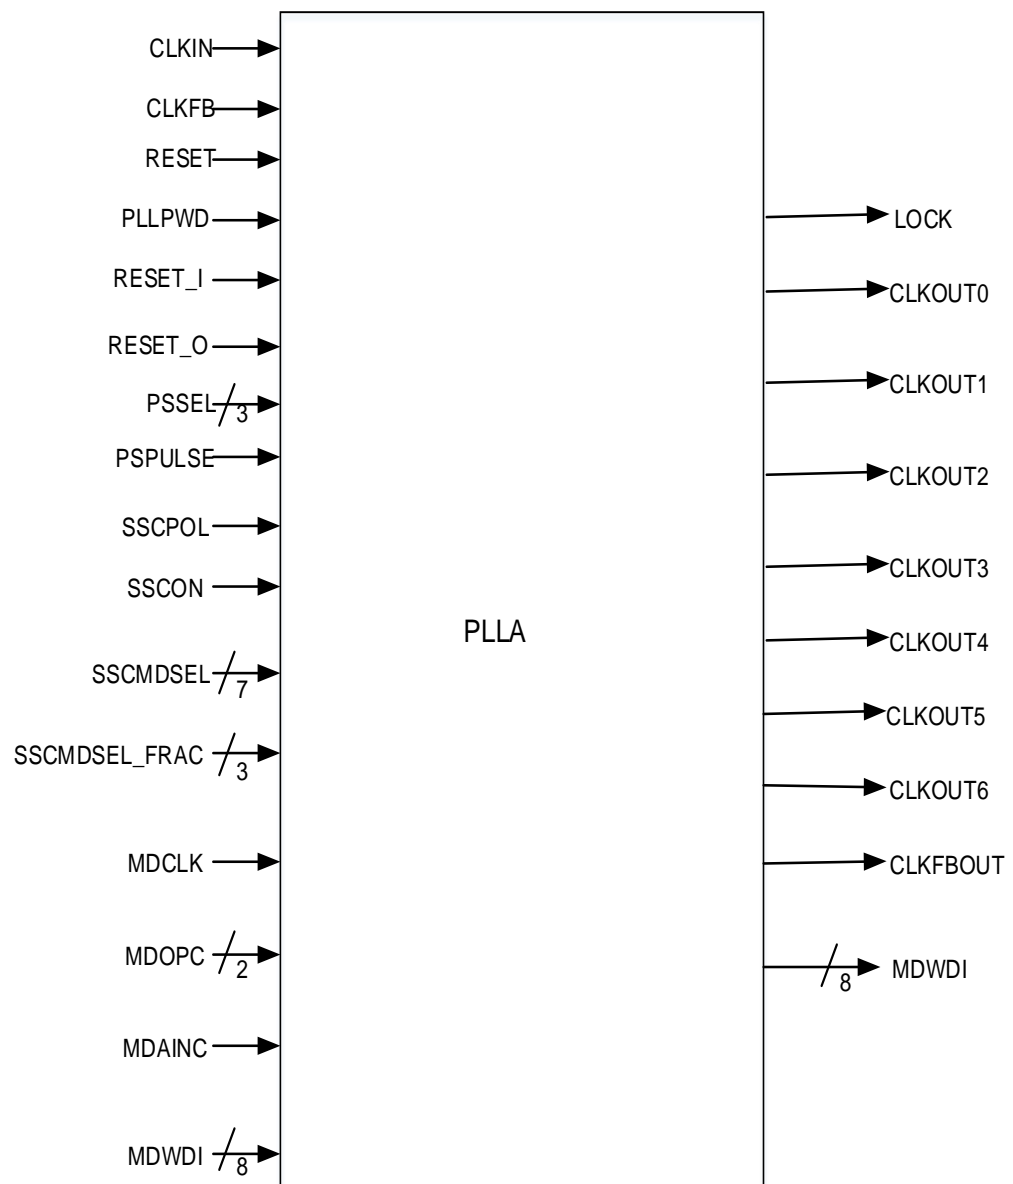 CLKIN
CLKFB
RESET
PLLPWD
RESET_I
RESET_O
PSSEL
3
PSPULSE
SSCPOL
SSCON
SSCMDSEL
7
SSCMDSEL_FRAC
3
MDCLK
MDOPC
2
MDAINC
MDWDI
8
PLLA
LOCK
CLKOUT0
CLKOUT1
CLKOUT2
CLKOUT3
CLKOUT4
CLKOUT5
CLKOUT6
CLKFBOUT
MDWDI
8